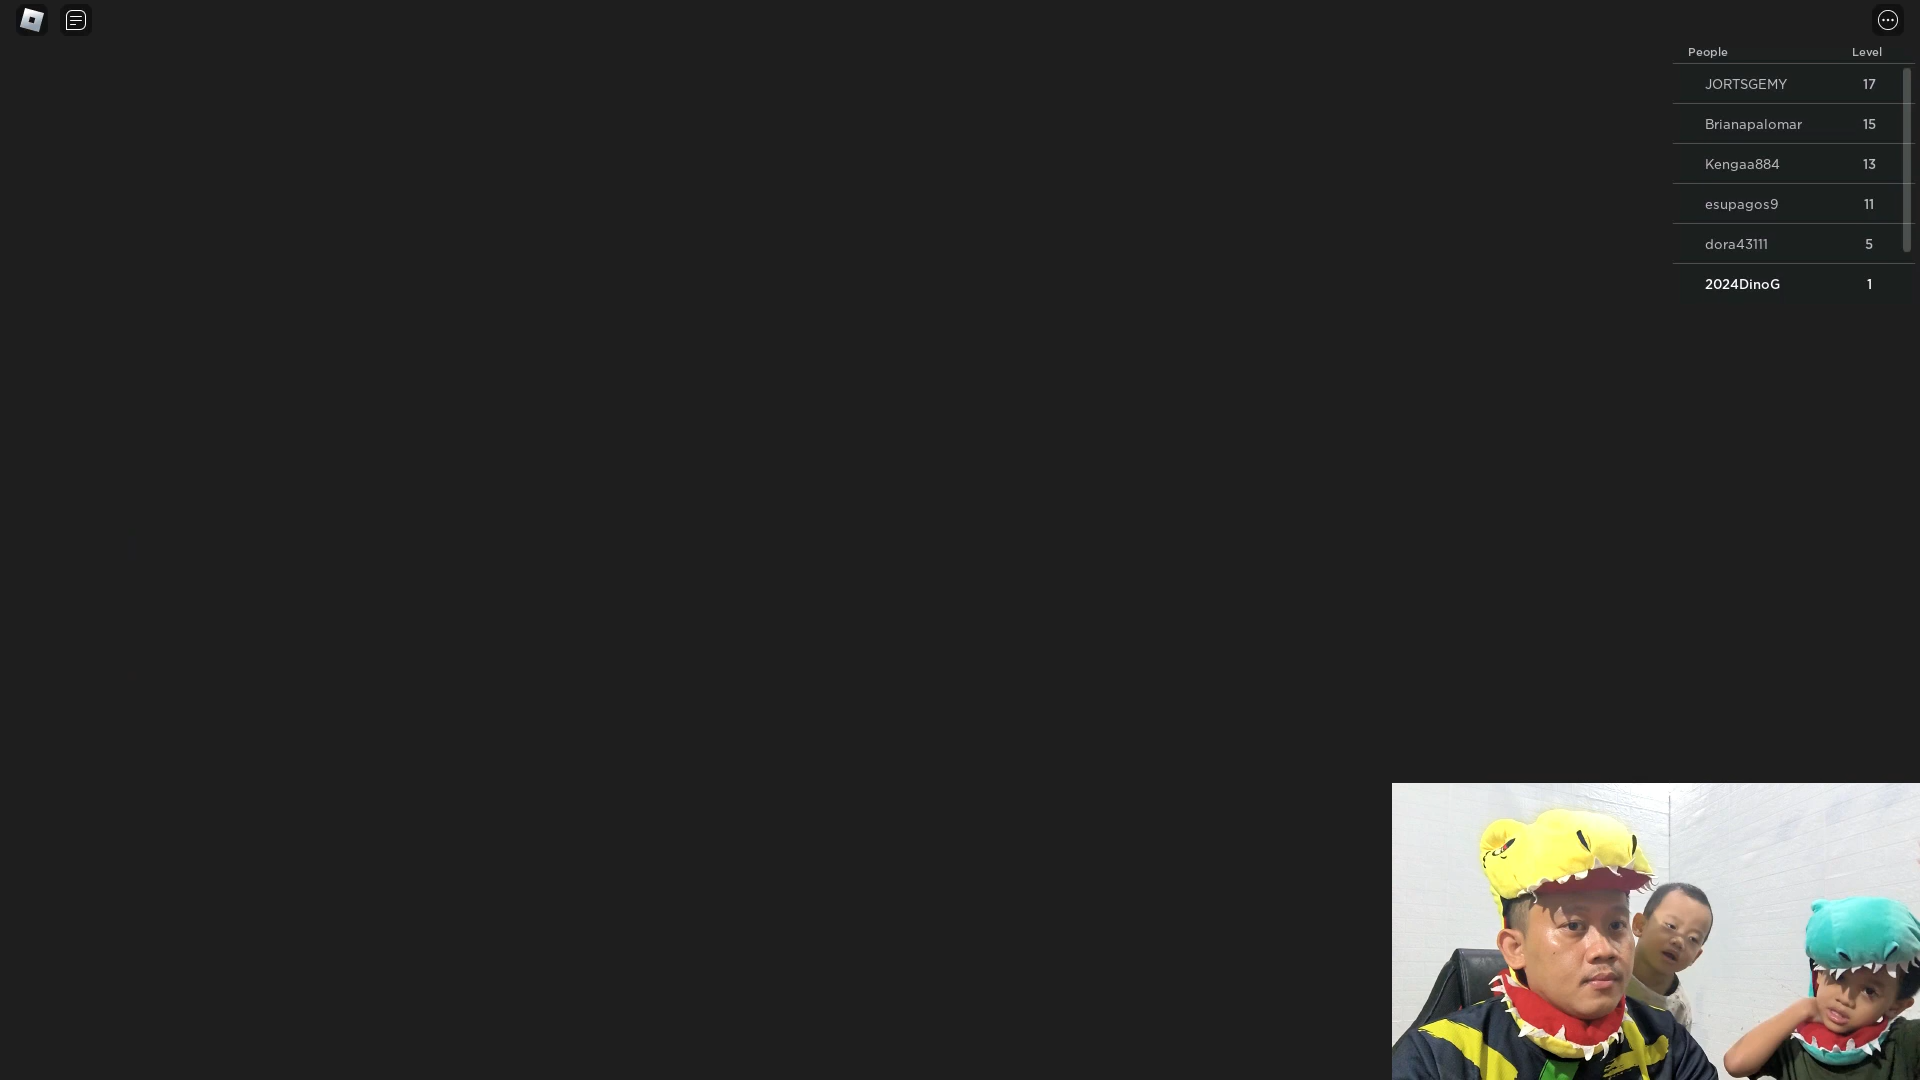 People Level
JORTSGEMY 17
Brianapalomar 15
Kengaa884 13
esupagos9 11
dora43111 5
2024DinoG 1